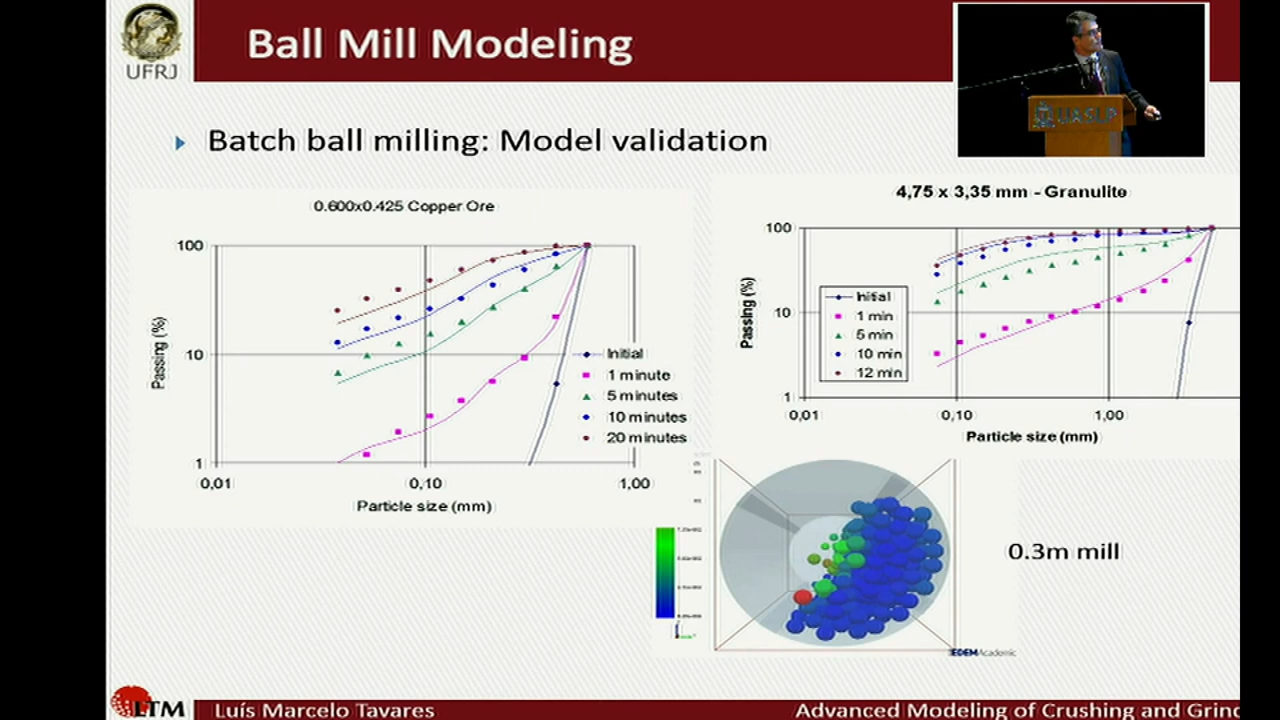 UFRJ
Ball Mill Modeling
UASLP
Batch ball milling: Model validation
0.600x0.425 Copper Ore
100
10
1
0,01
0,10
1,00
Passing (%)
Particle size (mm)
Initial
1 minute
5 minutes
10 minutes
20 minutes
4,75 x 3,35 mm - Granulite
100
10
1
0,01
0,10
1,00
Passing (%)
Particle size (mm)
Initial
1 min
5 min
10 min
12 min
0.3m mill
EDEM Academic
LTM
Luís Marcelo Tavares
Advanced Modeling of Crushing and Grinc